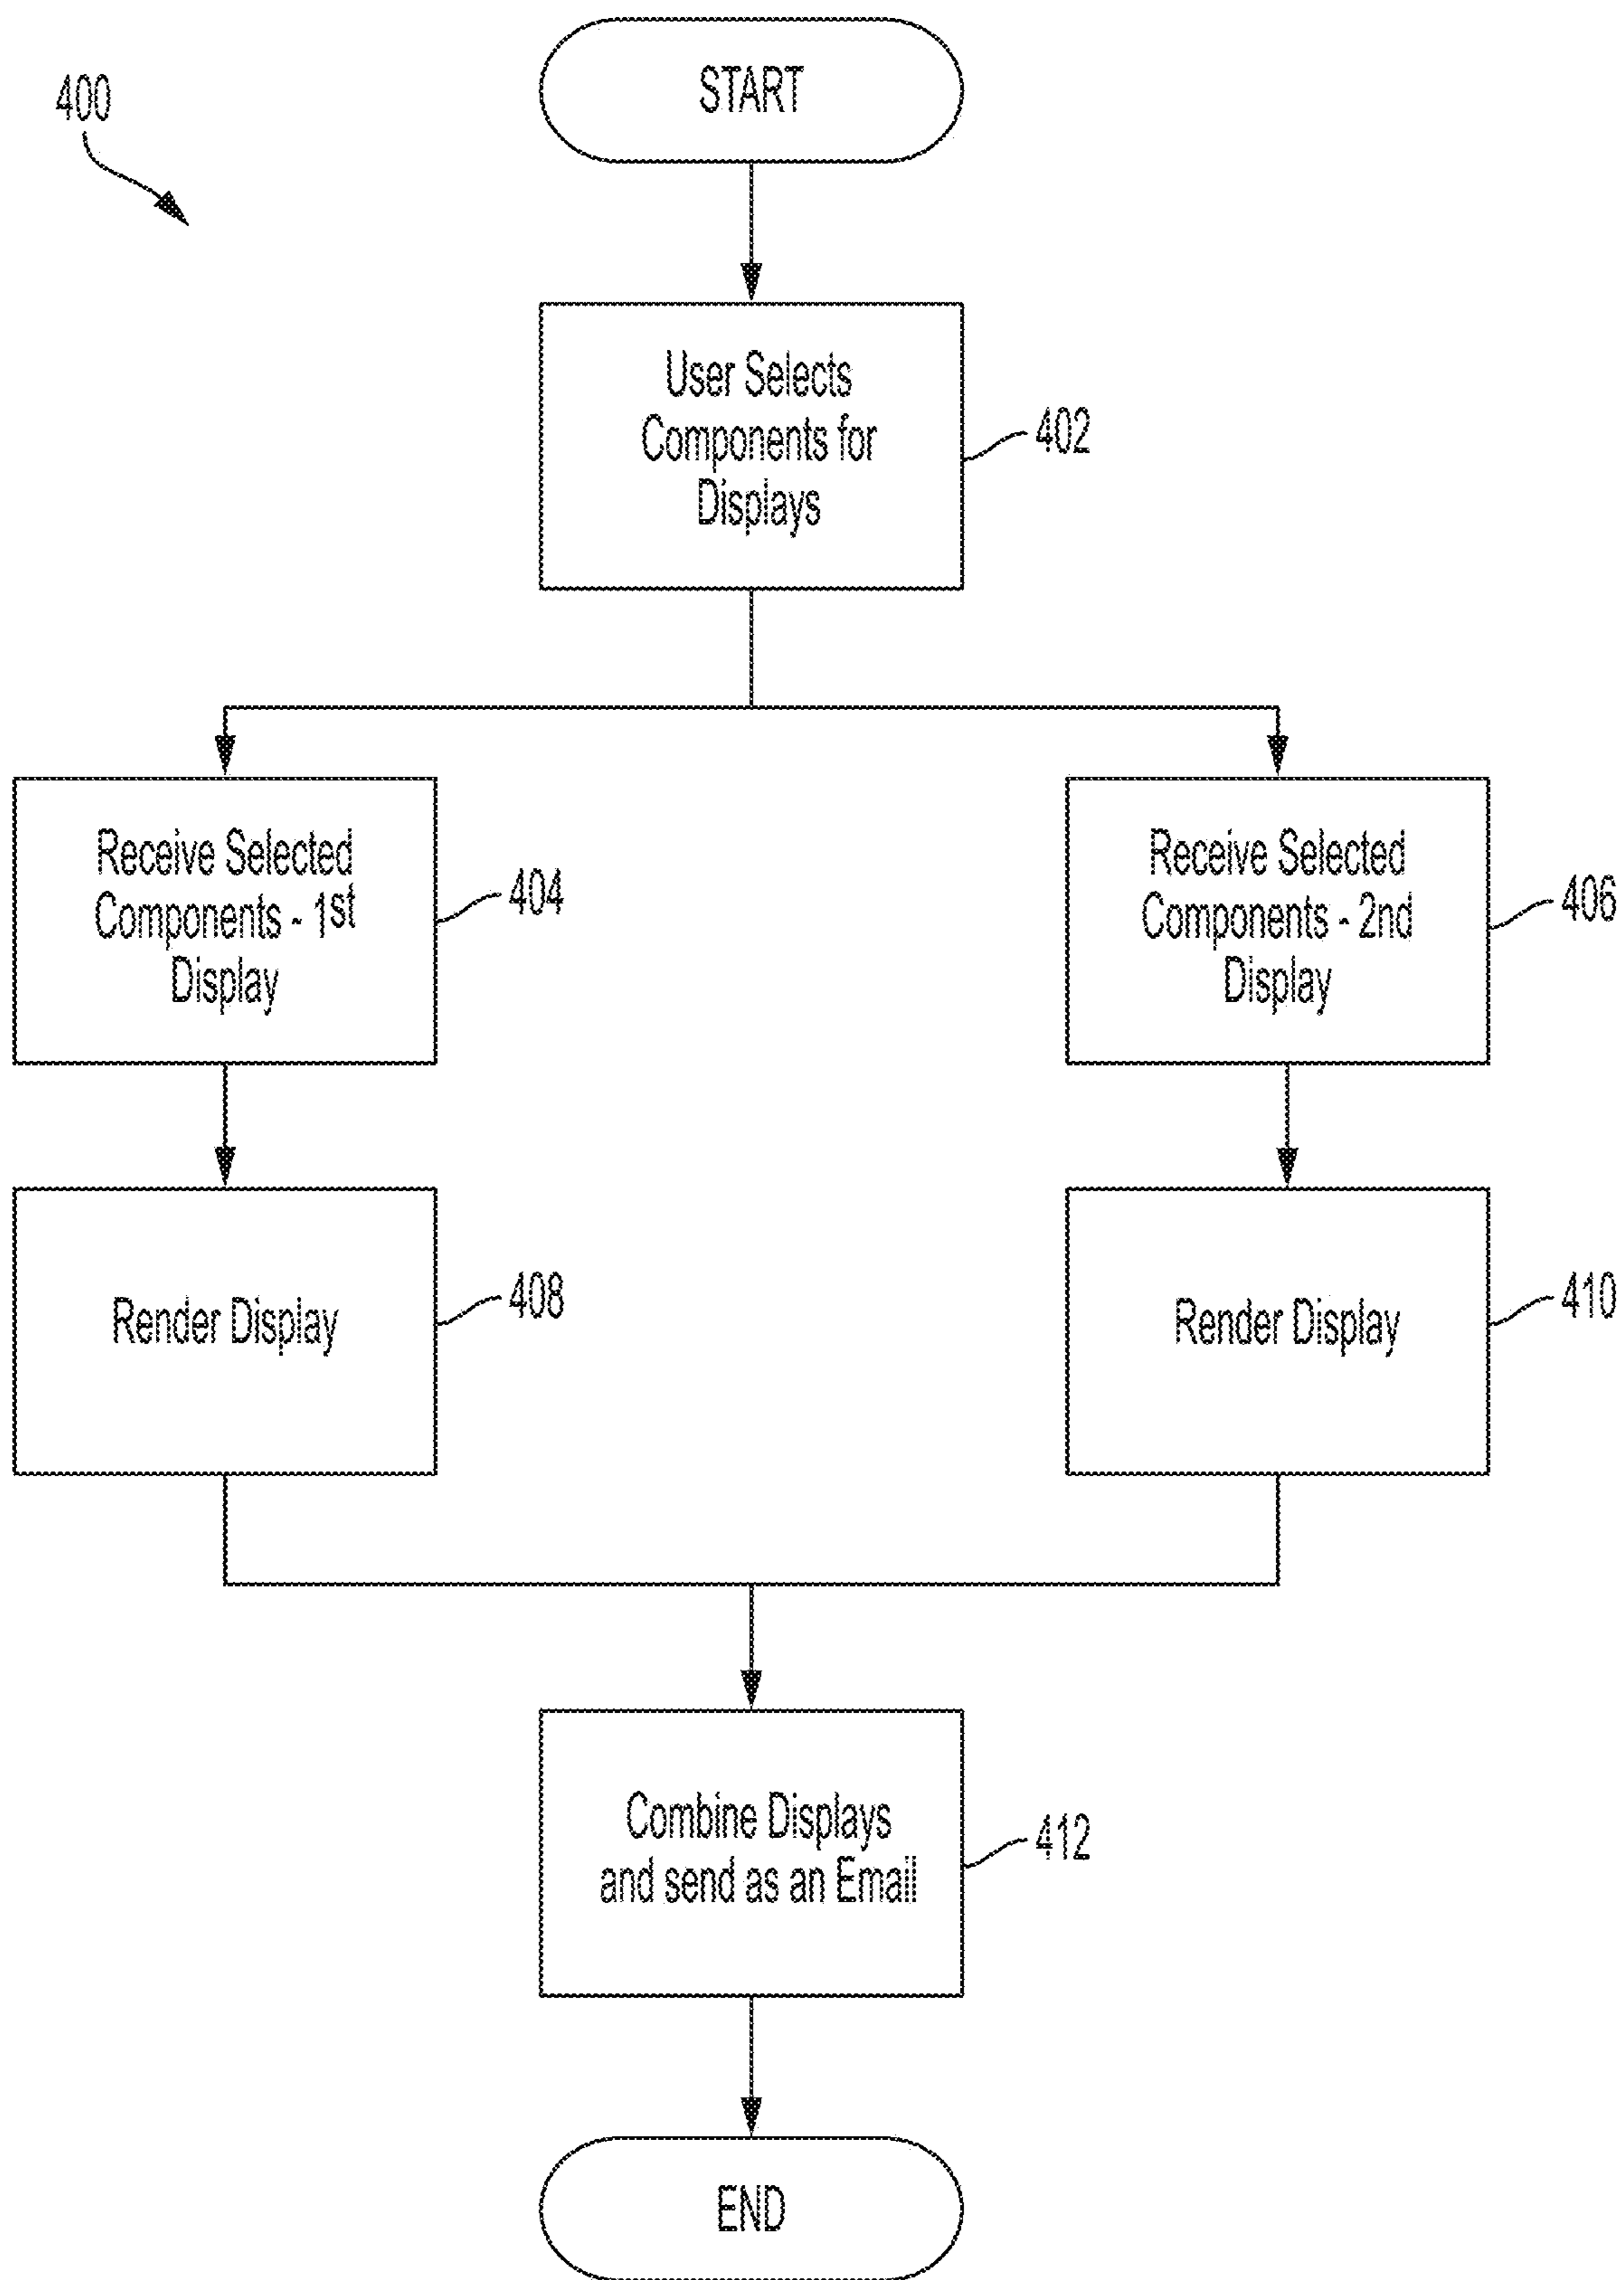 400
START
User Selects
Components for
Displays
402
Receive Selected
Components - 1st
Display
404
Receive Selected
Components - 2nd
Display
406
Render Display
408
Render Display
410
Combine Displays
and send as an Email
412
END